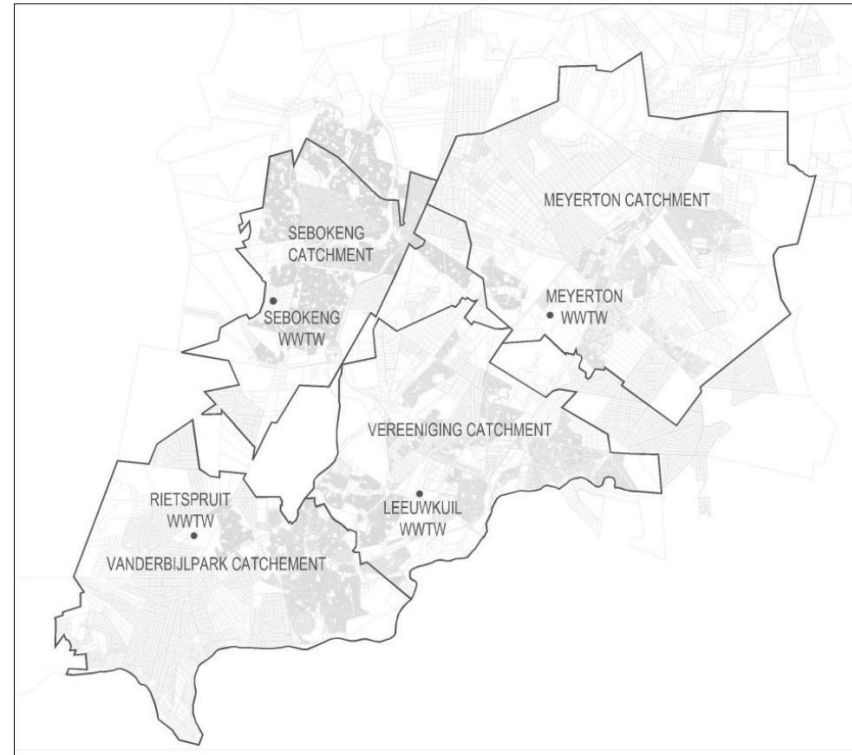 MEYERTON CATCHMENT
SEBOKENG
CATCHMENT
MEYERTON
WWTW
SEBOKENG
WWTW
VEREENIGING CATCHMENT
RIETSPRUIT
WWTW
LEEUWKUIL
WWTW
VANDERBIJLPARK CATCHEMENT